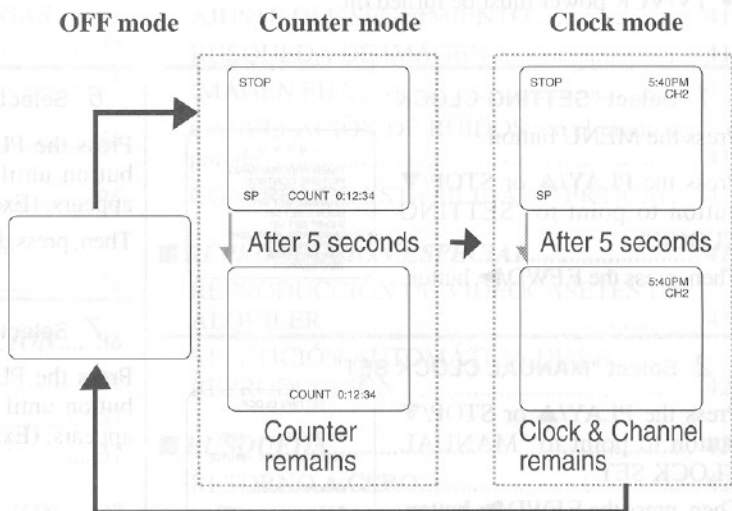 OFF mode
Counter mode
Clock mode
STOP
SP COUNT 0:12:34
After 5 seconds
COUNT 0:12:34
Counter
remains
STOP 5:40PM
CH2
SP
After 5 seconds
5:40PM
CH2
Clock & Channel
remains